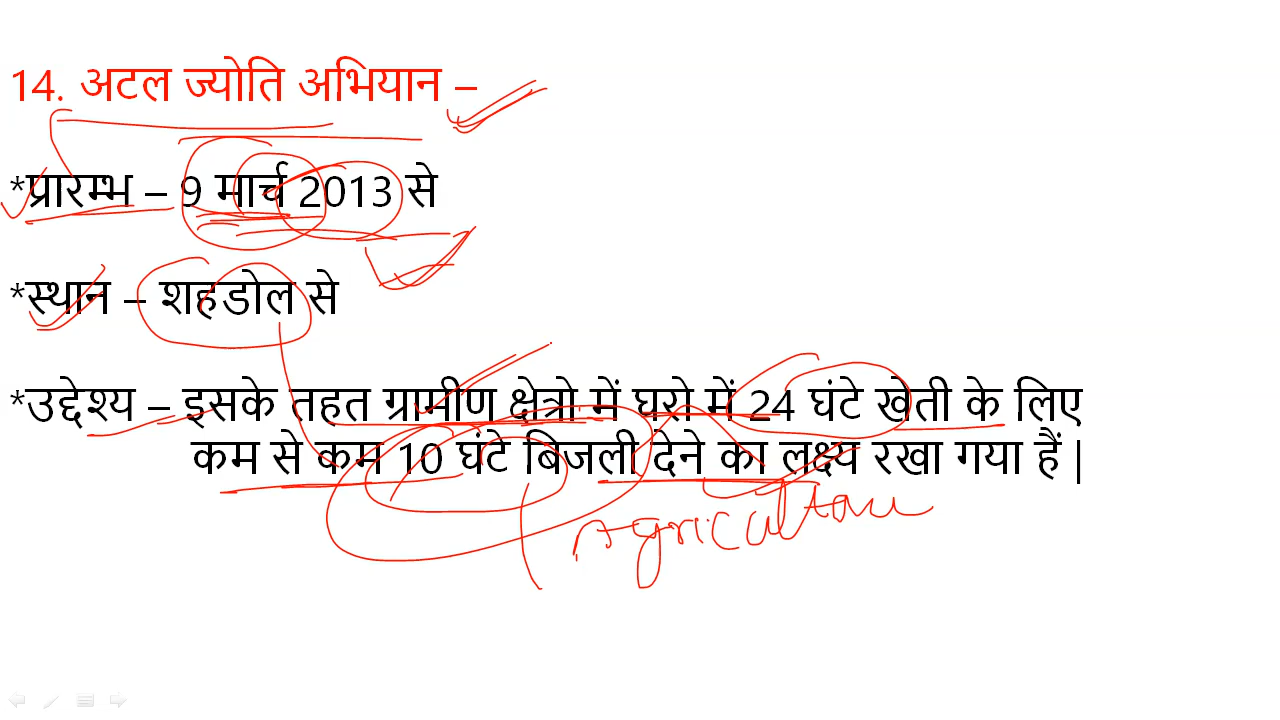 14. अटल ज्योति अभियान –
*प्रारम्भ – 9 मार्च 2013 से
*स्थान – शहडोल से
*उद्देश्य – इसके तहत ग्रामीण क्षेत्रो में घरो में 24 घंटे खेती के लिए
कम से कम 10 घंटे बिजली देने का लक्ष्य रखा गया हैं |